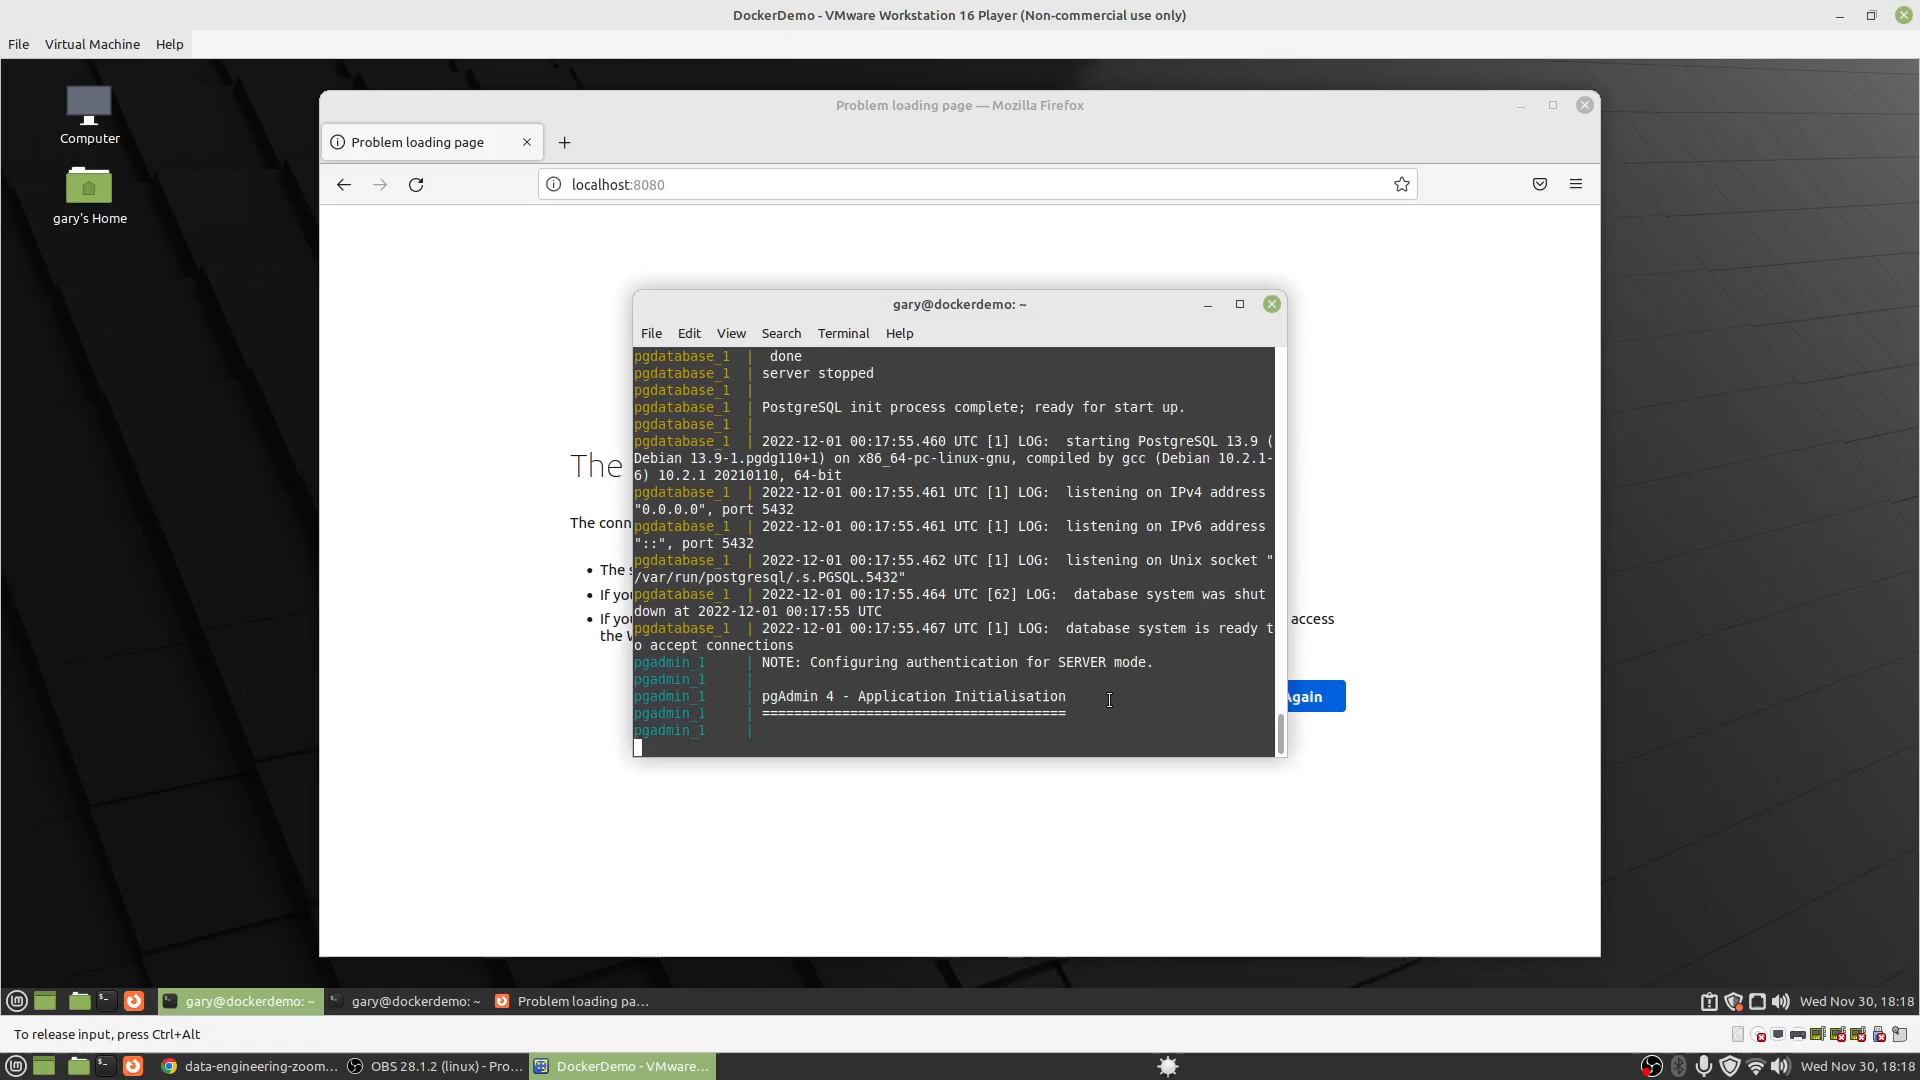 DockerDemo - VMware Workstation 16 Player (Non-commercial use only)
File Virtual Machine Help
Computer
gary's Home
Problem loading page — Mozilla Firefox
Problem loading page
localhost:8080
The
The conn
The s
If you
If you
the W
access
Again
gary@dockerdemo: ~
File Edit View Search Terminal Help
pgdatabase_1 | done
pgdatabase_1 | server stopped
pgdatabase_1 |
pgdatabase_1 | PostgreSQL init process complete; ready for start up.
pgdatabase_1 |
pgdatabase_1 | 2022-12-01 00:17:55.460 UTC [1] LOG: starting PostgreSQL 13.9 (
Debian 13.9-1.pgdg110+1) on x86_64-pc-linux-gnu, compiled by gcc (Debian 10.2.1-
6) 10.2.1 20210110, 64-bit
pgdatabase_1 | 2022-12-01 00:17:55.461 UTC [1] LOG: listening on IPv4 address
"0.0.0.0", port 5432
pgdatabase_1 | 2022-12-01 00:17:55.461 UTC [1] LOG: listening on IPv6 address
"::", port 5432
pgdatabase_1 | 2022-12-01 00:17:55.462 UTC [1] LOG: listening on Unix socket "
/var/run/postgresql/.s.PGSQL.5432"
pgdatabase_1 | 2022-12-01 00:17:55.464 UTC [62] LOG: database system was shut
down at 2022-12-01 00:17:55 UTC
pgdatabase_1 | 2022-12-01 00:17:55.467 UTC [1] LOG: database system is ready t
o accept connections
pgadmin_1 | NOTE: Configuring authentication for SERVER mode.
pgadmin_1 |
pgadmin_1 | pgAdmin 4 - Application Initialisation
pgadmin_1 | ======================================
pgadmin_1 |
gary@dockerdemo: ~ gary@dockerdemo: ~ Problem loading pa... Wed Nov 30, 18:18
To release input, press Ctrl+Alt
data-engineering-zoom... OBS 28.1.2 (linux) - Pro... DockerDemo - VMware... Wed Nov 30, 18:18